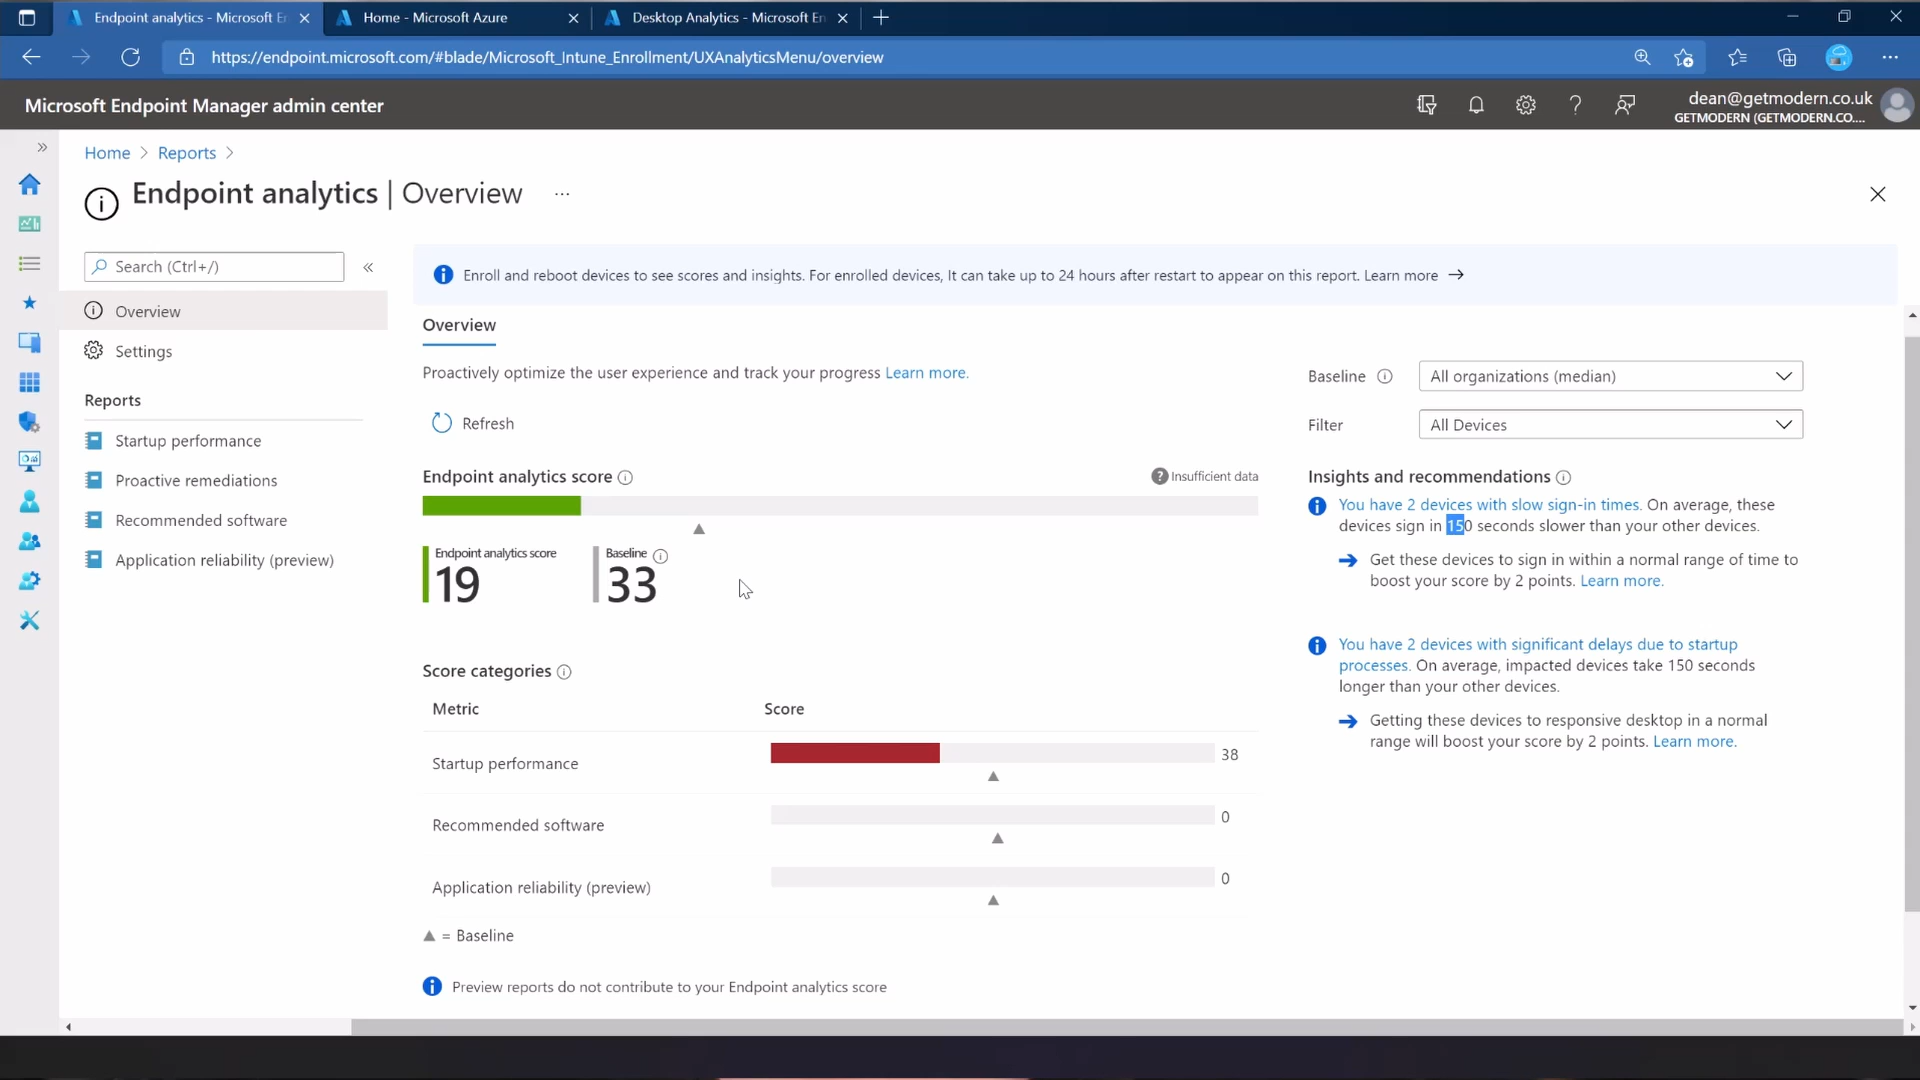 Endpoint analytics - Microsoft En
Home - Microsoft Azure
Desktop Analytics - Microsoft En
https://endpoint.microsoft.com/#blade/Microsoft_Intune_Enrollment/UXAnalyticsMenu/overview
Microsoft Endpoint Manager admin center
dean@getmodern.co.uk
GETMODERN (GETMODERN.CO....
Home > Reports >
Endpoint analytics | Overview ...
Search (Ctrl+/)
Overview
Settings
Reports
Startup performance
Proactive remediations
Recommended software
Application reliability (preview)
Enroll and reboot devices to see scores and insights. For enrolled devices, It can take up to 24 hours after restart to appear on this report. Learn more →
Overview
Proactively optimize the user experience and track your progress Learn more.
Refresh
Baseline
All organizations (median)
Filter
All Devices
Endpoint analytics score
Insufficient data
Endpoint analytics score
19
Baseline
33
Score categories
Metric Score
Startup performance 38
Recommended software 0
Application reliability (preview) 0
▲ = Baseline
Preview reports do not contribute to your Endpoint analytics score
Insights and recommendations
You have 2 devices with slow sign-in times. On average, these
devices sign in 150 seconds slower than your other devices.
Get these devices to sign in within a normal range of time to
boost your score by 2 points. Learn more.
You have 2 devices with significant delays due to startup
processes. On average, impacted devices take 150 seconds
longer than your other devices.
Getting these devices to responsive desktop in a normal
range will boost your score by 2 points. Learn more.